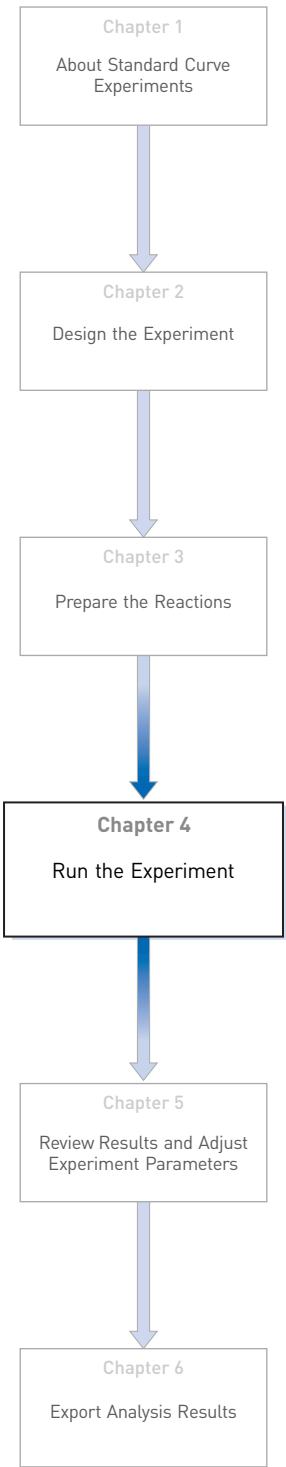 Chapter 1
About Standard Curve
Experiments
Chapter 2
Design the Experiment
Chapter 3
Prepare the Reactions
Chapter 4
Run the Experiment
Chapter 5
Review Results and Adjust
Experiment Parameters
Chapter 6
Export Analysis Results